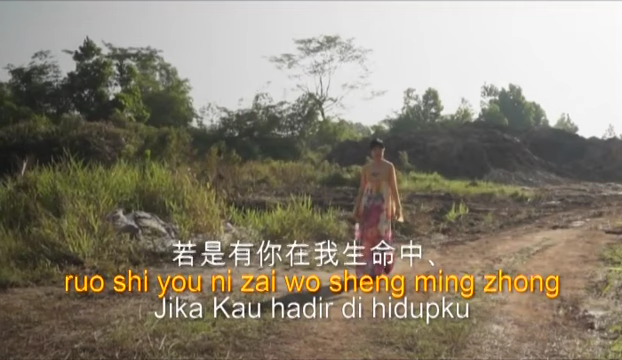 若是有你在我生命中、
ruo shi you ni zai wo sheng ming zhong
Jika Kau hadir di hidupku